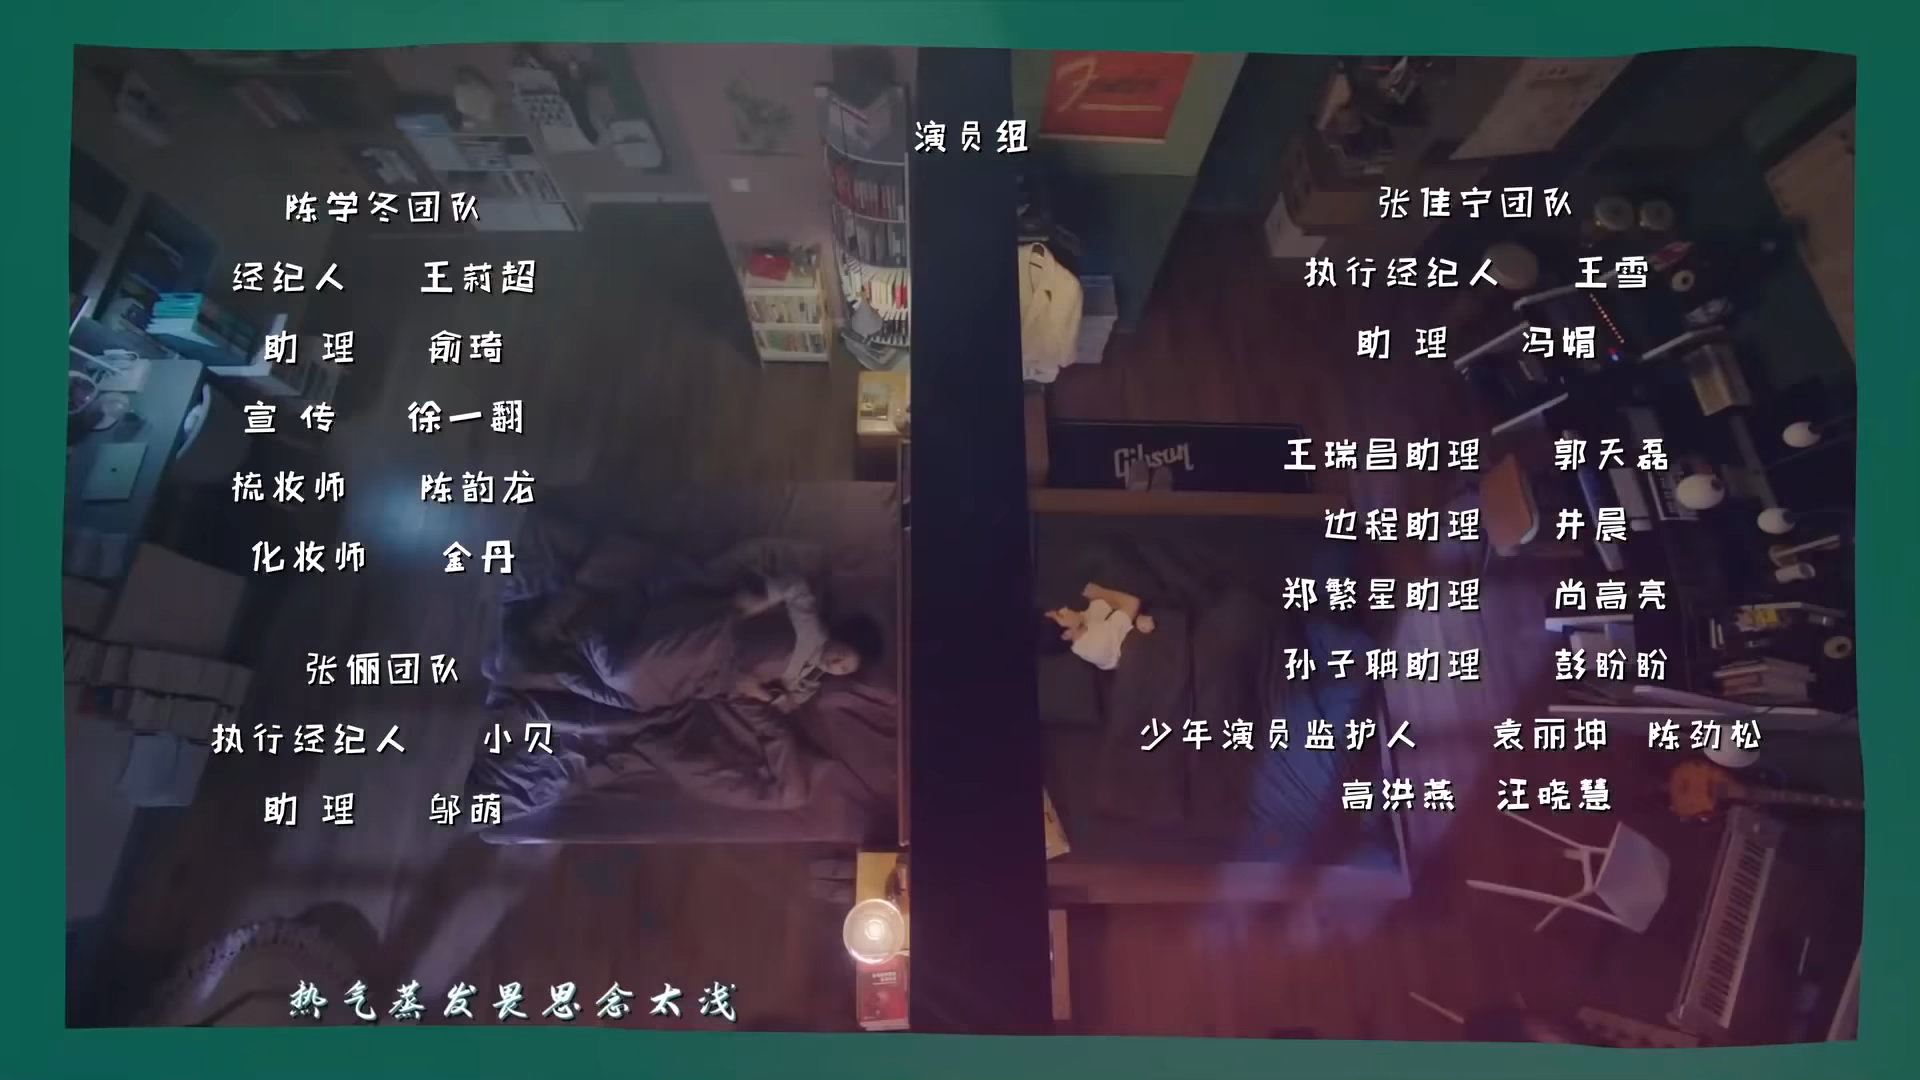 演员组
陈学冬团队
经纪人 王莉超
助理 俞琦
宣传 徐一翻
梳妆师 陈韵龙
化妆师 金丹
张俪团队
执行经纪人 小贝
助理 邬萌
张佳宁团队
执行经纪人 王雪
助理 冯娟
王瑞昌助理 郭天磊
边程助理 井晨
郑繁星助理 尚高亮
孙子聃助理 彭盼盼
少年演员监护人 袁丽坤 陈劲松
高洪燕 汪晓慧
Gibson
热气蒸发畏思念太浅